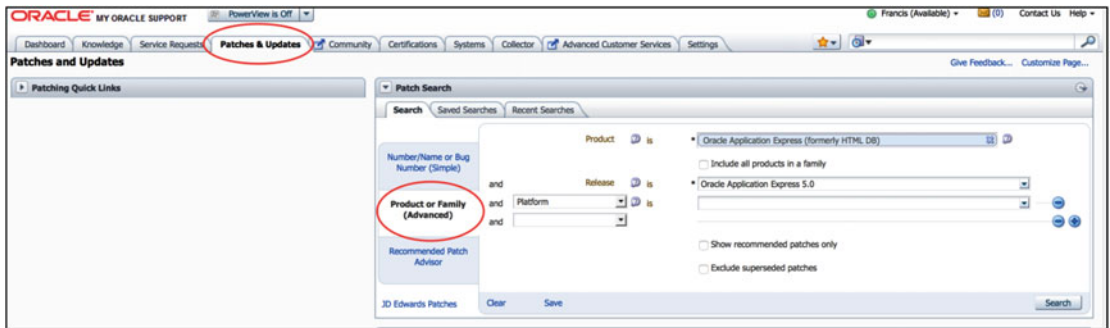 ORACLE MY ORACLE SUPPORT PowerView is Off Francis (Available) (0) Contact Us Help
Dashboard Knowledge Service Requests Patches & Updates Community Certifications Systems Collector Advanced Customer Services Settings
Patches and Updates Give Feedback... Customize Page...
Patching Quick Links Patch Search
Search Saved Searches Recent Searches
Product is * Oracle Application Express (formerly HTML DB)
Number/Name or Bug
Number (Simple)
Include all products in a family
and Release is * Oracle Application Express 5.0
Product or Family
(Advanced)
and Platform is
and
Recommended Patch
Advisor
Show recommended patches only
Exclude superseded patches
JD Edwards Patches Clear Save Search